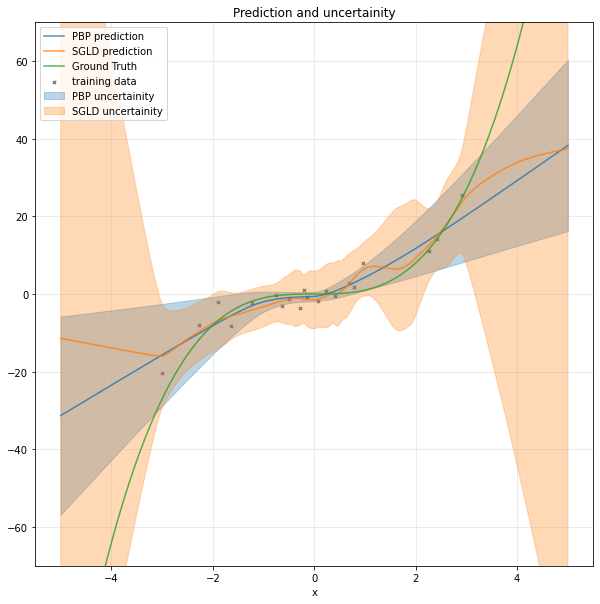 Prediction and uncertainity
PBP prediction
SGLD prediction
Ground Truth
training data
PBP uncertainity
SGLD uncertainity
60
40
20
0
−20
−40
−60
−4
−2
0
2
4
x